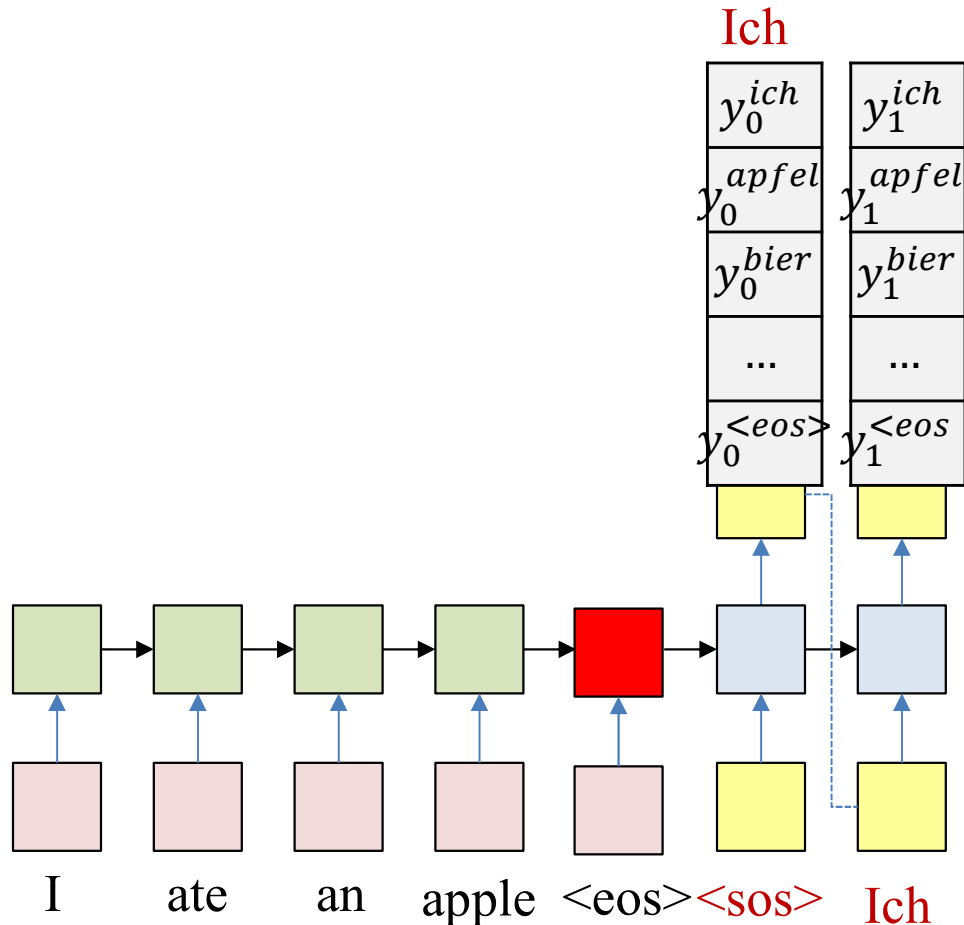 Ich
y_0^{ich} y_1^{ich}
y_0^{apfel} y_1^{apfel}
y_0^{bier} y_1^{bier}
... ...
y_0^{<eos>} y_1^{<eos}
I ate an apple <eos> <sos> Ich